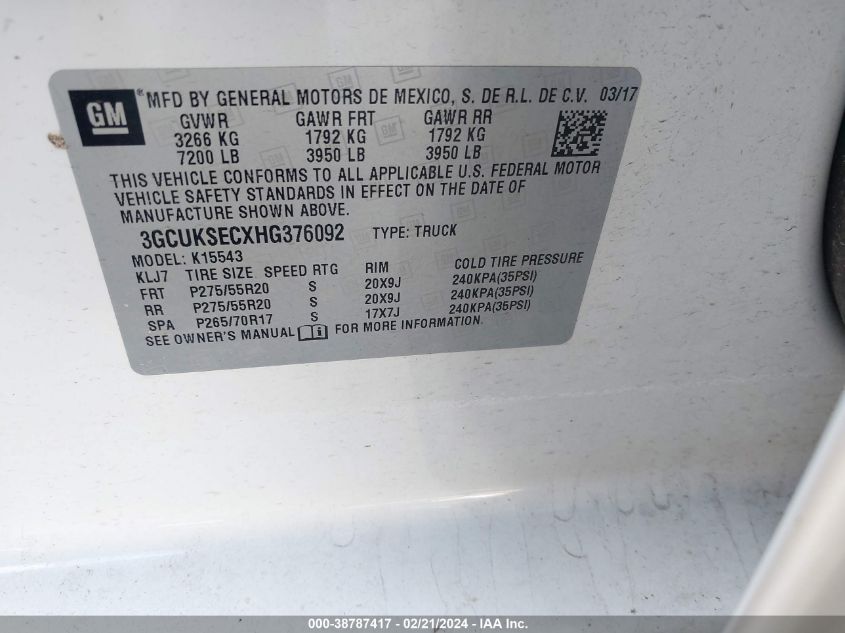 GM ® MFD BY GENERAL MOTORS DE MEXICO, S. DE R.L. DE C.V. 03/17
GVWR GAWR FRT GAWR RR
3266 KG 1792 KG 1792 KG
7200 LB 3950 LB 3950 LB
THIS VEHICLE CONFORMS TO ALL APPLICABLE U.S. FEDERAL MOTOR
VEHICLE SAFETY STANDARDS IN EFFECT ON THE DATE OF
MANUFACTURE SHOWN ABOVE.
3GCUKSECXHG376092 TYPE: TRUCK
MODEL: K15543
KLJ7 TIRE SIZE SPEED RTG RIM COLD TIRE PRESSURE
FRT P275/55R20 S 20X9J 240KPA(35PSI)
RR P275/55R20 S 20X9J 240KPA(35PSI)
SPA P265/70R17 S 17X7J 240KPA(35PSI)
SEE OWNER'S MANUAL FOR MORE INFORMATION.
000-38787417 - 02/21/2024 - IAA Inc.